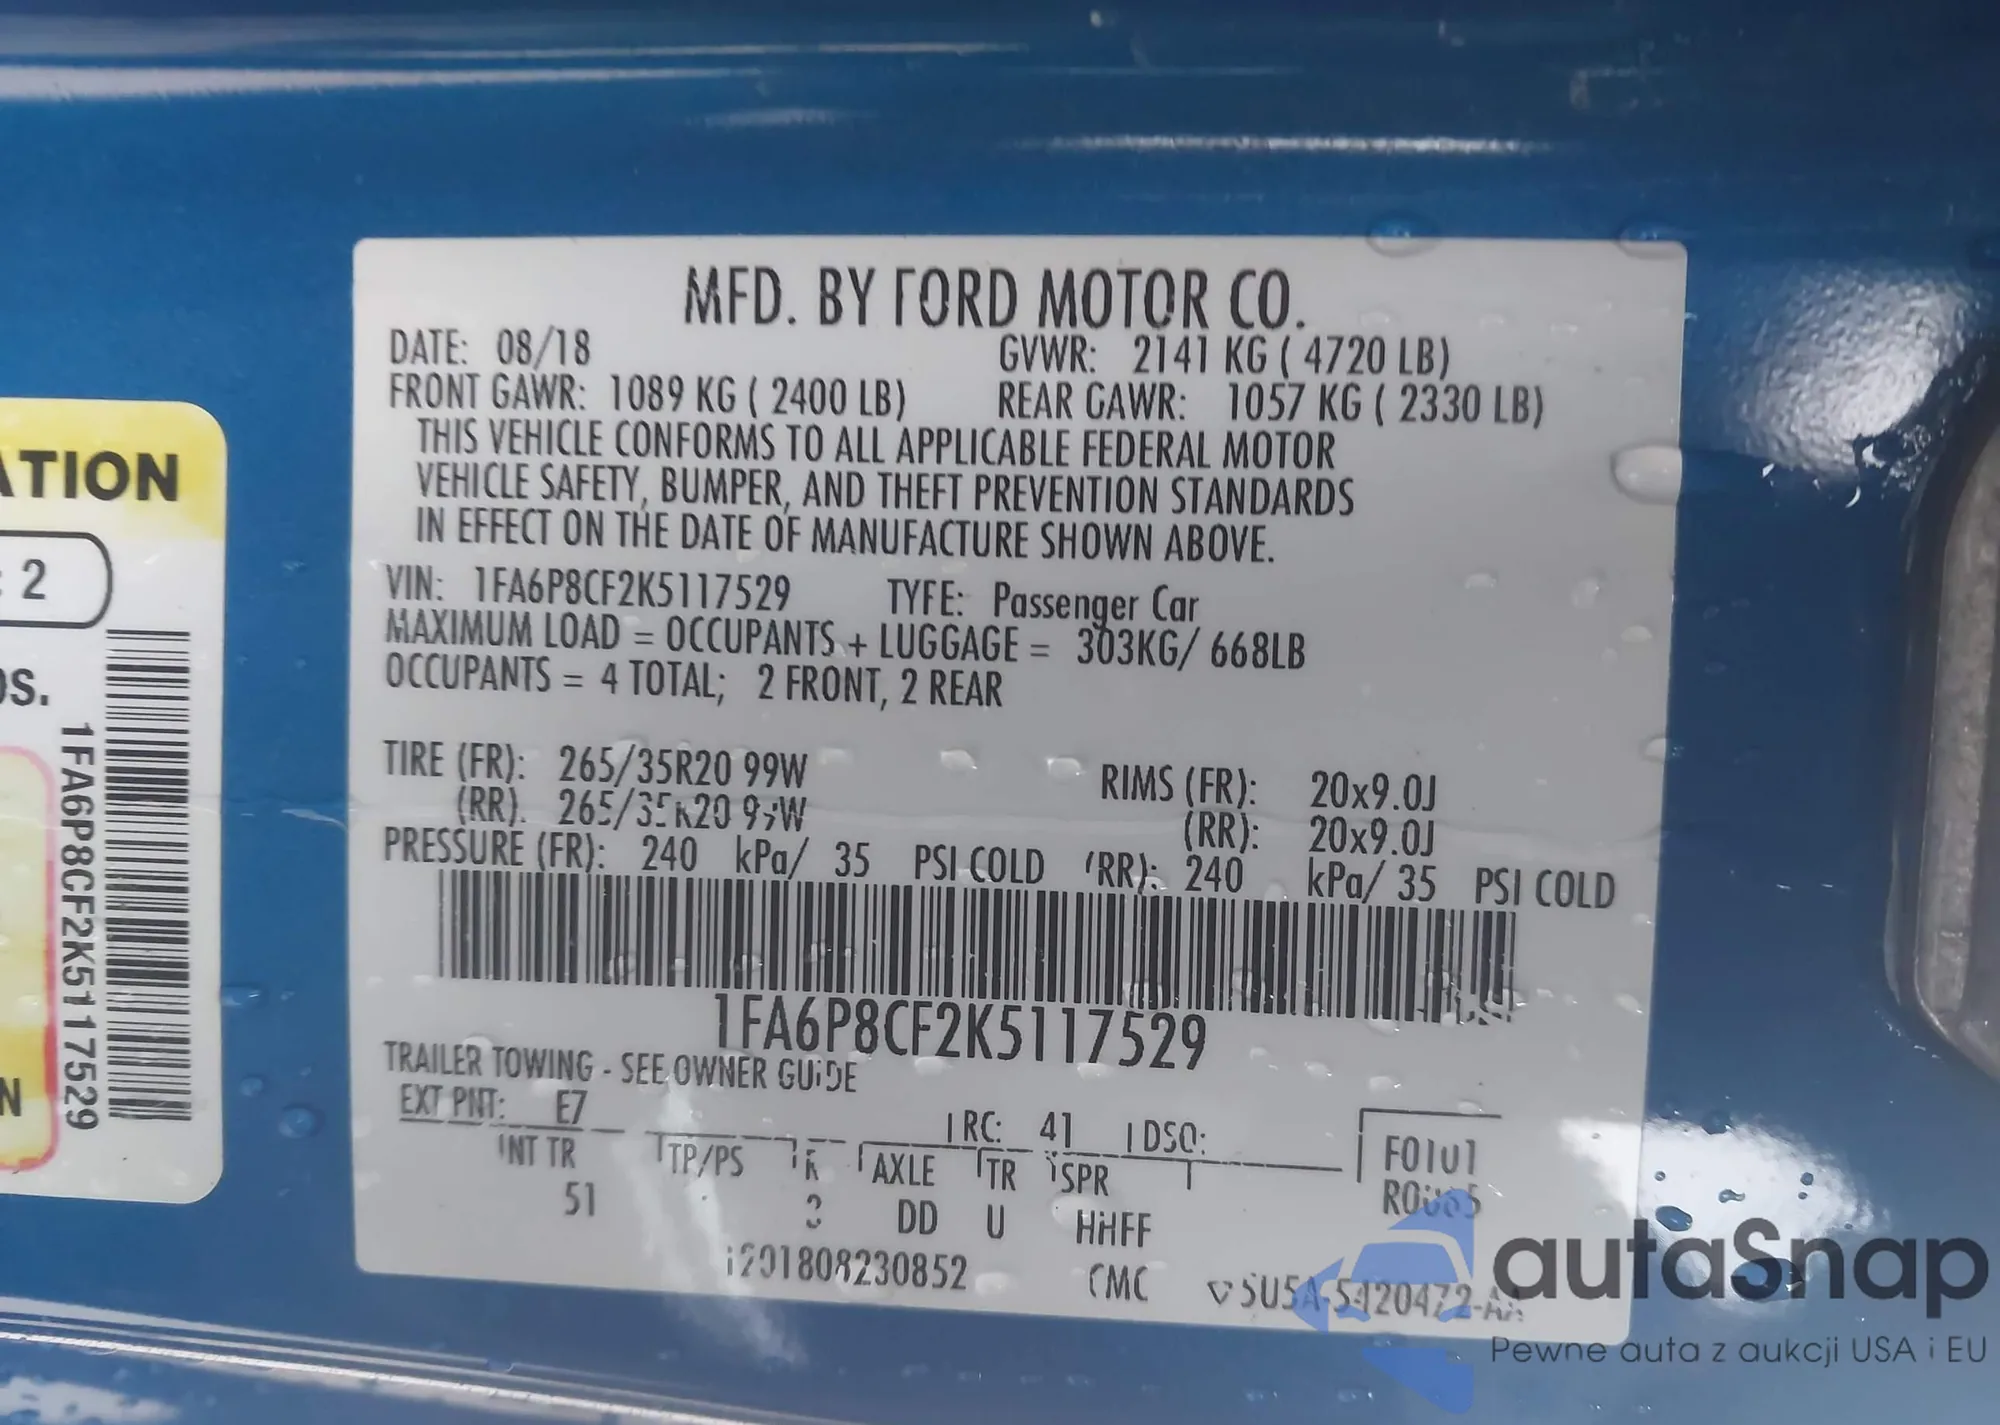 ATION
: 2
OS.
1FA6P8CF2K5117529
N
MFD. BY FORD MOTOR CO.
DATE: 08/18 GVWR: 2141 KG ( 4720 LB)
FRONT GAWR: 1089 KG ( 2400 LB) REAR GAWR: 1057 KG ( 2330 LB)
THIS VEHICLE CONFORMS TO ALL APPLICABLE FEDERAL MOTOR
VEHICLE SAFETY, BUMPER, AND THEFT PREVENTION STANDARDS
IN EFFECT ON THE DATE OF MANUFACTURE SHOWN ABOVE.
VIN: 1FA6P8CF2K5117529 TYPE: Passenger Car
MAXIMUM LOAD = OCCUPANTS + LUGGAGE = 303KG/ 668LB
OCCUPANTS = 4 TOTAL; 2 FRONT, 2 REAR
TIRE (FR): 265/35R20 99W RIMS (FR): 20x9.0J
(RR): 265/35R20 99W (RR): 20x9.0J
PRESSURE (FR): 240 kPa/ 35 PSI COLD (RR): 240 kPa/ 35 PSI COLD
1FA6P8CF2K5117529
TRAILER TOWING - SEE OWNER GUIDE
EXT PNT: E7 RC: 41 DSO:
INT TR TP/PS R AXLE TR SPR
51 DD U HHFF
CMC
autaSnap
Pewne auta z aukcji USA i EU